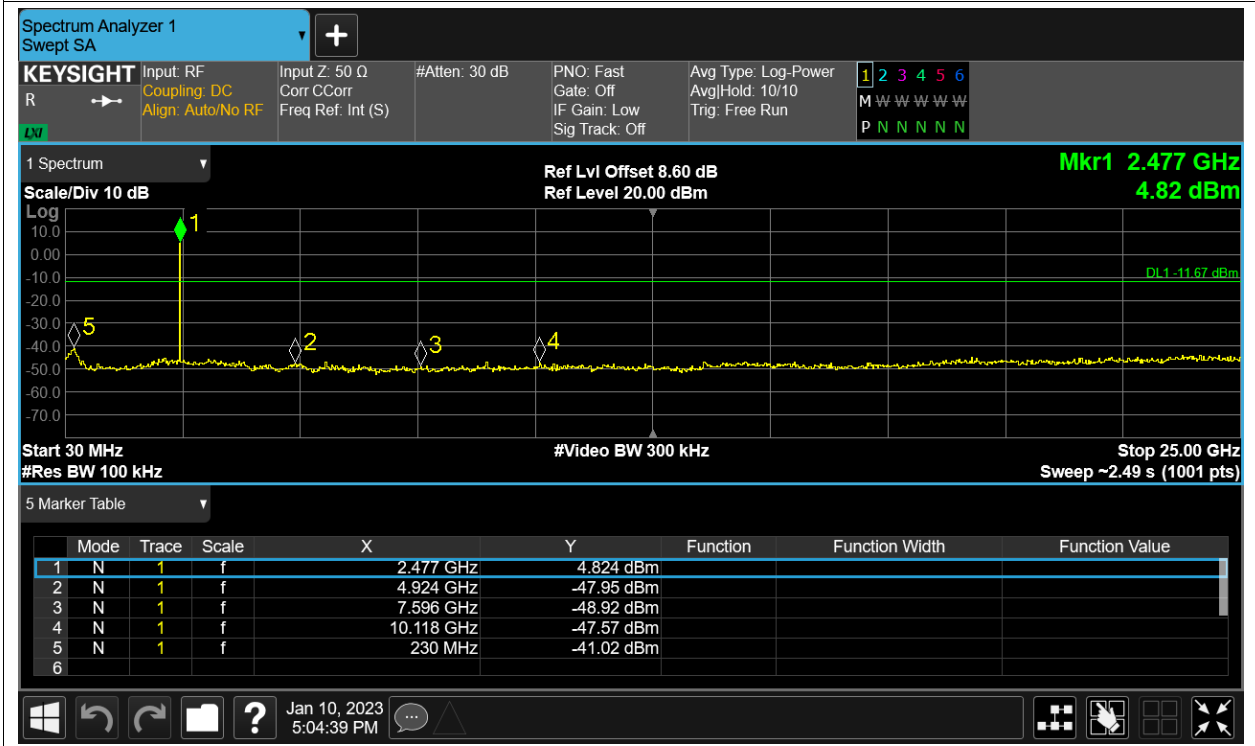 Spectrum Analyzer 1
Swept SA
+
KEYSIGHT
R
LXI
Input: RF
Coupling: DC
Align: Auto/No RF
Input Z: 50 Ω
Corr CCorr
Freq Ref: Int (S)
#Atten: 30 dB
PNO: Fast
Gate: Off
IF Gain: Low
Sig Track: Off
Avg Type: Log-Power
Avg|Hold: 10/10
Trig: Free Run
1 2 3 4 5 6
M W W W W W
P N N N N N
1 Spectrum
Scale/Div 10 dB
Ref Lvl Offset 8.60 dB
Ref Level 20.00 dBm
Mkr1 2.477 GHz
4.82 dBm
Log
10.0
0.00
-10.0
-20.0
-30.0
-40.0
-50.0
-60.0
-70.0
1
DL1 -11.67 dBm
5
2
3
4
Start 30 MHz
#Res BW 100 kHz
#Video BW 300 kHz
Stop 25.00 GHz
Sweep ~2.49 s (1001 pts)
5 Marker Table
Mode Trace Scale X Y Function Function Width Function Value
1 N 1 f 2.477 GHz 4.824 dBm
2 N 1 f 4.924 GHz -47.95 dBm
3 N 1 f 7.596 GHz -48.92 dBm
4 N 1 f 10.118 GHz -47.57 dBm
5 N 1 f 230 MHz -41.02 dBm
6
?
Jan 10, 2023
5:04:39 PM